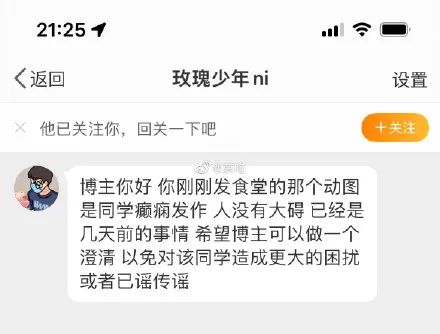 21:25
返回
玫瑰少年ni
设置
他已关注你，回关一下吧
+关注
博主你好 你刚刚发食堂的那个动图
是同学癫痫发作 人没有大碍 已经是
几天前的事情 希望博主可以做一个
澄清 以免对该同学造成更大的困扰
或者已谣传谣